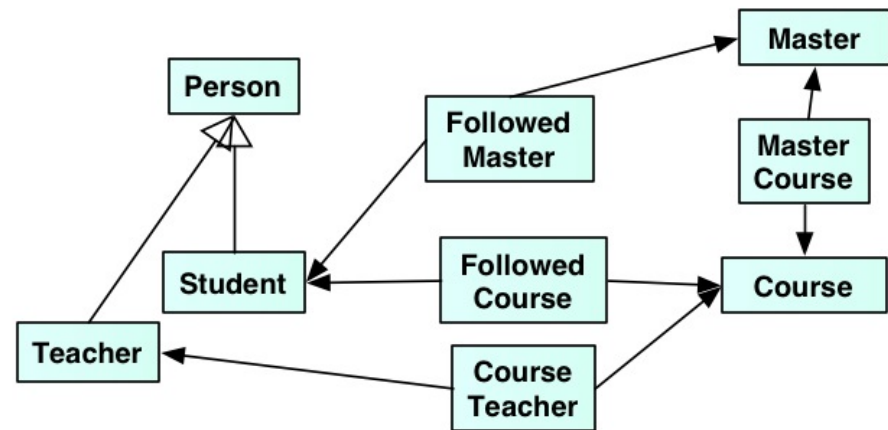 Master
Person
Followed
Master
Master
Course
Student
Followed
Course
Course
Teacher
Course
Teacher